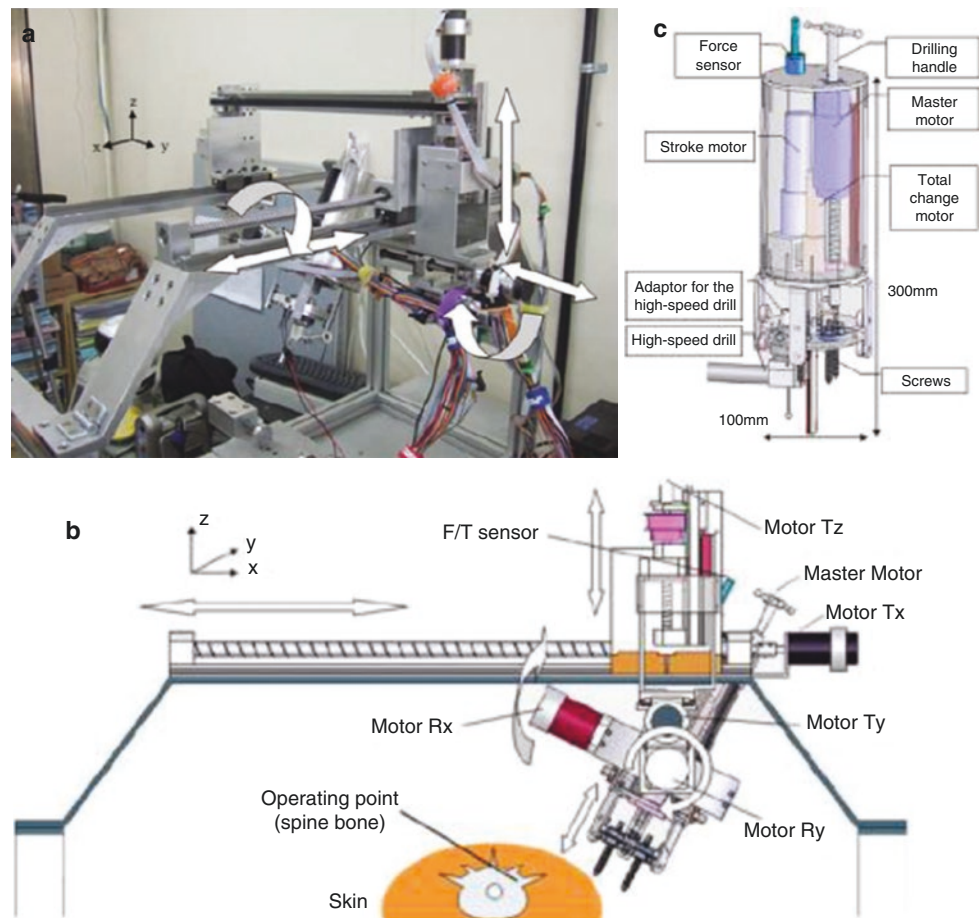 a
z
x
y
c
Force
sensor
Drilling
handle
Master
motor
Stroke motor
Total
change
motor
Adaptor for the
high-speed drill
300mm
High-speed drill
Screws
100mm
b
z
y
x
F/T sensor
Motor Tz
Master Motor
Motor Tx
Motor Rx
Motor Ty
Operating point
(spine bone)
Motor Ry
Skin